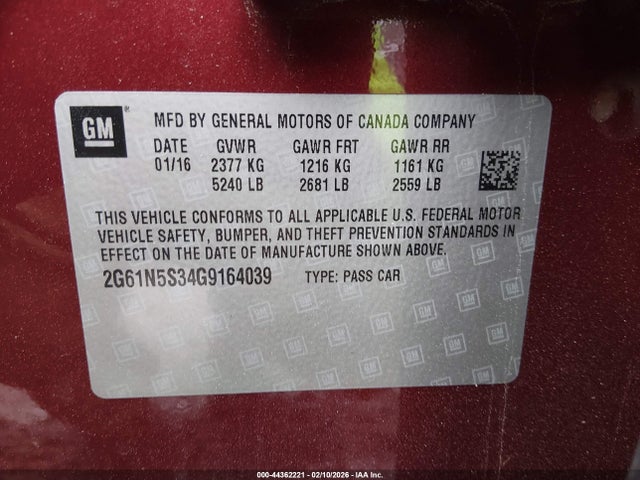 GM
MFD BY GENERAL MOTORS OF CANADA COMPANY
DATE GVWR GAWR FRT GAWR RR
01/16 2377 KG 1216 KG 1161 KG
5240 LB 2681 LB 2559 LB
THIS VEHICLE CONFORMS TO ALL APPLICABLE U.S. FEDERAL MOTOR
VEHICLE SAFETY, BUMPER, AND THEFT PREVENTION STANDARDS IN
EFFECT ON THE DATE OF MANUFACTURE SHOWN ABOVE.
2G61N5S34G9164039 TYPE: PASS CAR
000-44362221 - 02/10/2026 - IAA Inc.